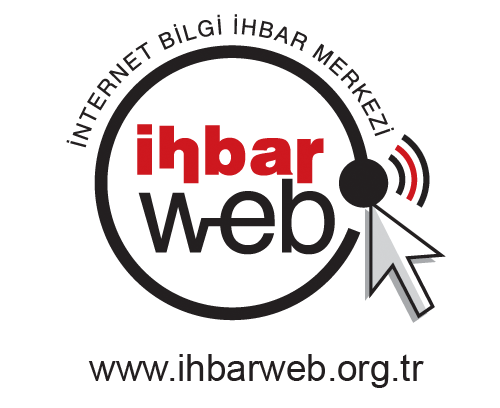 İNTERNET BİLGİ İHBAR MERKEZİ
ihbar
web
www.ihbarweb.org.tr